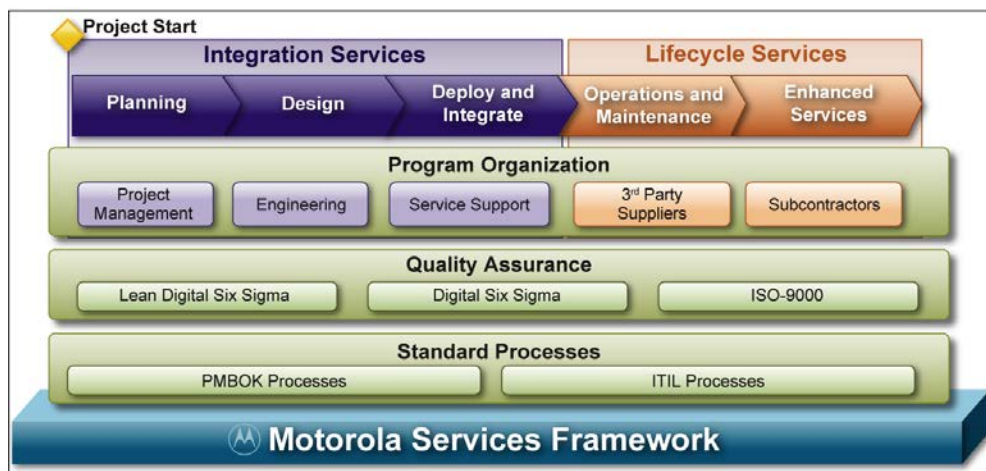 Project Start
Integration Services
Lifecycle Services
Planning
Design
Deploy and
Integrate
Operations and
Maintenance
Enhanced
Services
Program Organization
Project
Management
Engineering
Service Support
3rd Party
Suppliers
Subcontractors
Quality Assurance
Lean Digital Six Sigma
Digital Six Sigma
ISO-9000
Standard Processes
PMBOK Processes
ITIL Processes
Motorola Services Framework